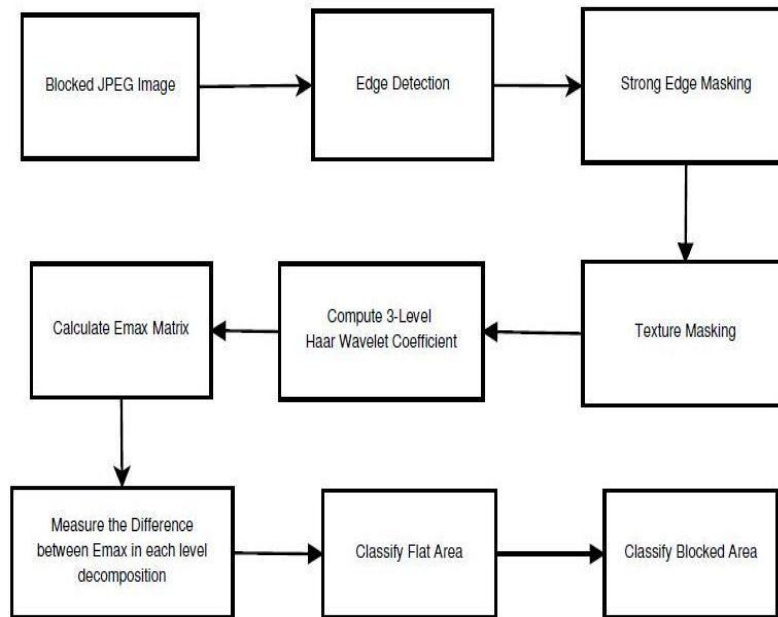 Blocked JPEG Image
Edge Detection
Strong Edge Masking
Texture Masking
Compute 3-Level
Haar Wavelet Coefficient
Calculate Emax Matrix
Measure the Difference
between Emax in each level
decomposition
Classify Flat Area
Classify Blocked Area